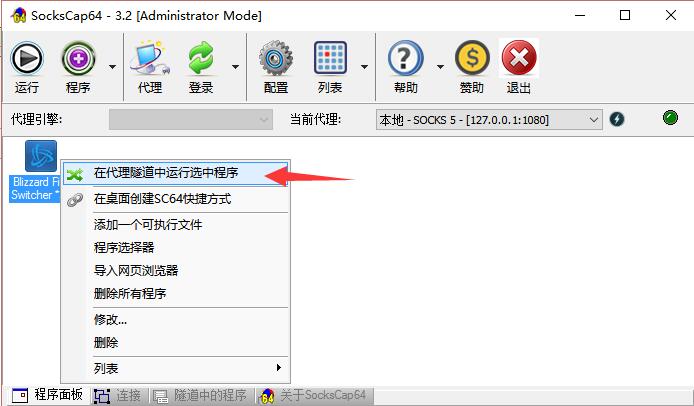 SocksCap64 - 3.2 [Administrator Mode]
运行 程序 代理 登录 配置 列表 帮助 赞助 退出
代理引擎: 当前代理: 本地 - SOCKS 5 - [127.0.0.1:1080]
Blizzard
Switcher *
在代理隧道中运行选中程序
在桌面创建SC64快捷方式
添加一个可执行文件
程序选择器
导入网页浏览器
删除所有程序
修改...
删除
列表
程序面板 连接 隧道中的程序 关于SocksCap64